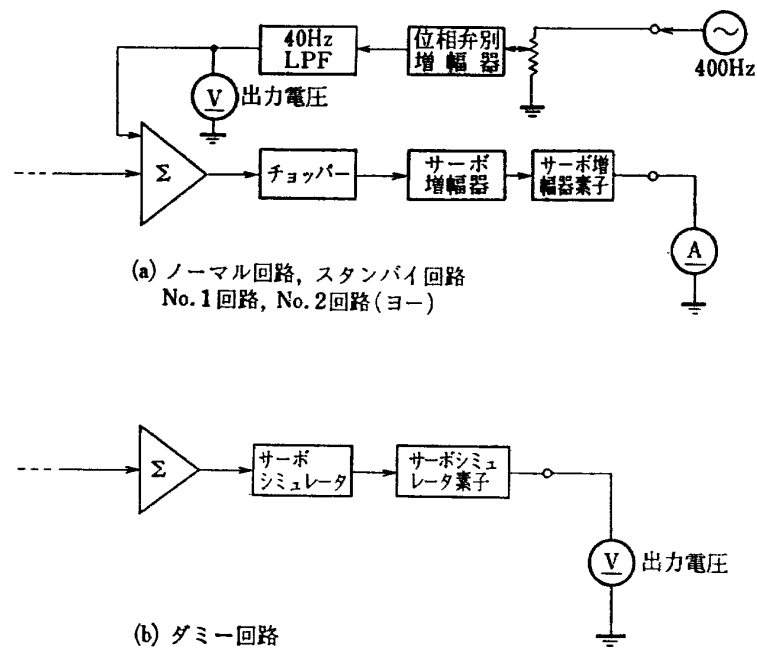 40Hz
LPF
位相弁別
増幅器
400Hz
V 出力電圧
Σ
チョッパー
サーボ
増幅器
サーボ増
幅器素子
A
(a) ノーマル回路, スタンバイ回路
No.1回路, No.2回路(ヨー)
Σ
サーボ
シミュレータ
サーボシミュ
レータ素子
V 出力電圧
(b) ダミー回路